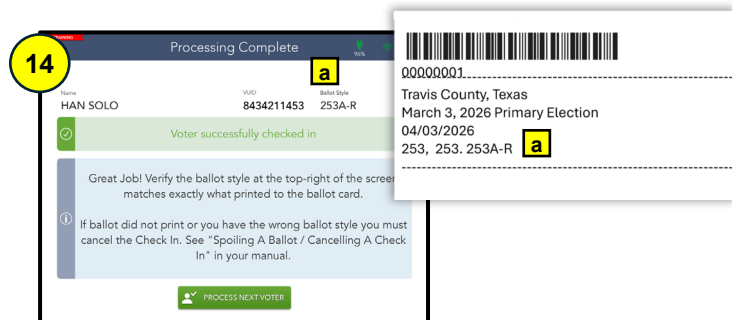 14
TRAINING
Processing Complete
96%
a
Name
VUID
Ballot Style
HAN SOLO
8434211453
253A-R
Voter successfully checked in
Great Job! Verify the ballot style at the top-right of the screen
matches exactly what printed to the ballot card.
If ballot did not print or you have the wrong ballot style you must
cancel the Check In. See "Spoiling A Ballot / Cancelling A Check
In" in your manual.
PROCESS NEXT VOTER
00000001
Travis County, Texas
March 3, 2026 Primary Election
04/03/2026
253, 253. 253A-R
a